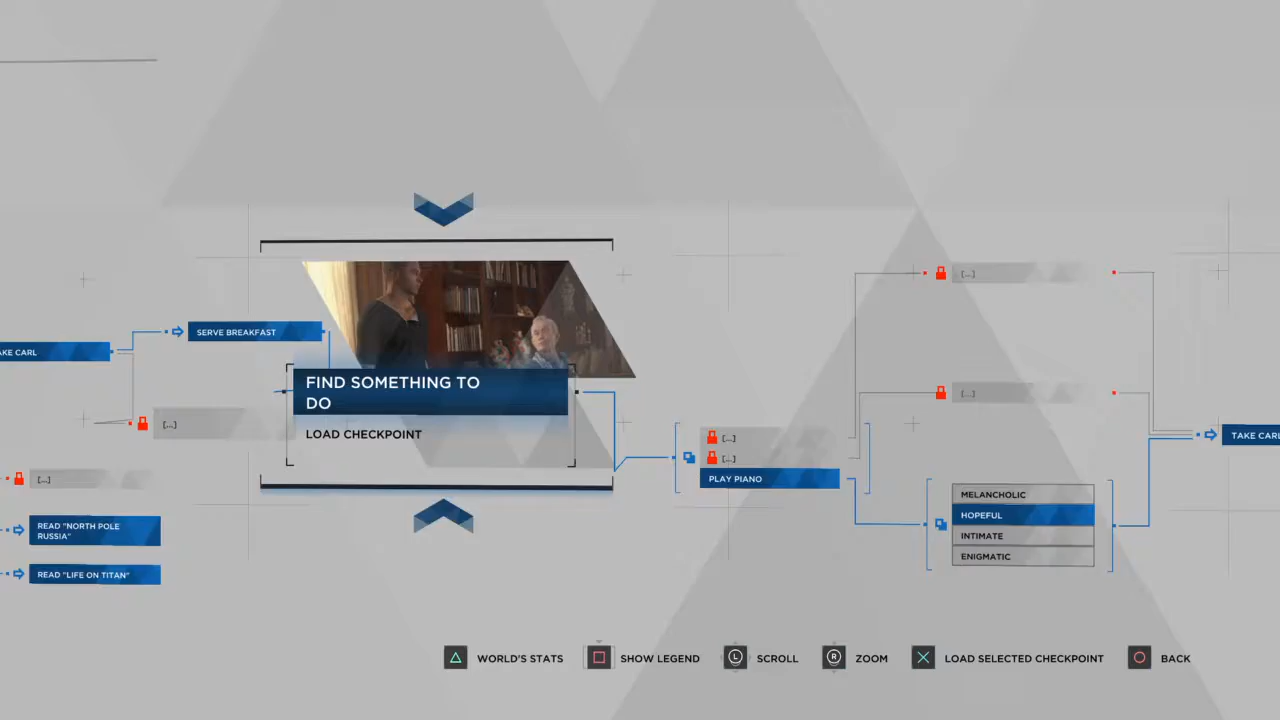 AKE CARL
SERVE BREAKFAST
[...]
[...]
READ "NORTH POLE
RUSSIA"
READ "LIFE ON TITAN"
FIND SOMETHING TO
DO
LOAD CHECKPOINT
[...]
[...]
PLAY PIANO
[...]
[...]
MELANCHOLIC
HOPEFUL
INTIMATE
ENIGMATIC
TAKE CARL
WORLD'S STATS
SHOW LEGEND
L
SCROLL
R
ZOOM
LOAD SELECTED CHECKPOINT
BACK